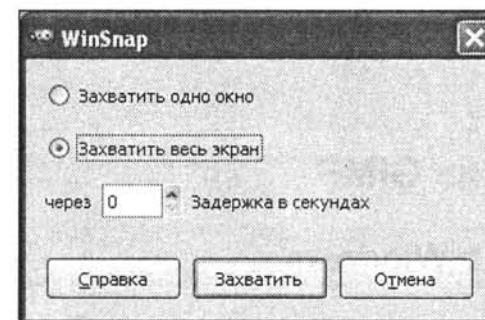 WinSnap
Захватить одно окно
Захватить весь экран
через 0 Задержка в секундах
Справка Захватить Отмена